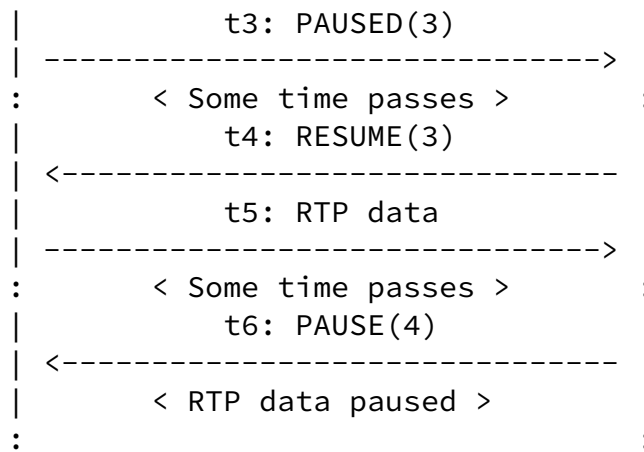 |           t3: PAUSED(3)
| ------------------------------->
:       < Some time passes >       :
|           t4: RESUME(3)
| <-------------------------------
|           t5: RTP data
| ------------------------------->
:       < Some time passes >       :
|           t6: PAUSE(4)
| <-------------------------------
|       < RTP data paused >
:                                  :